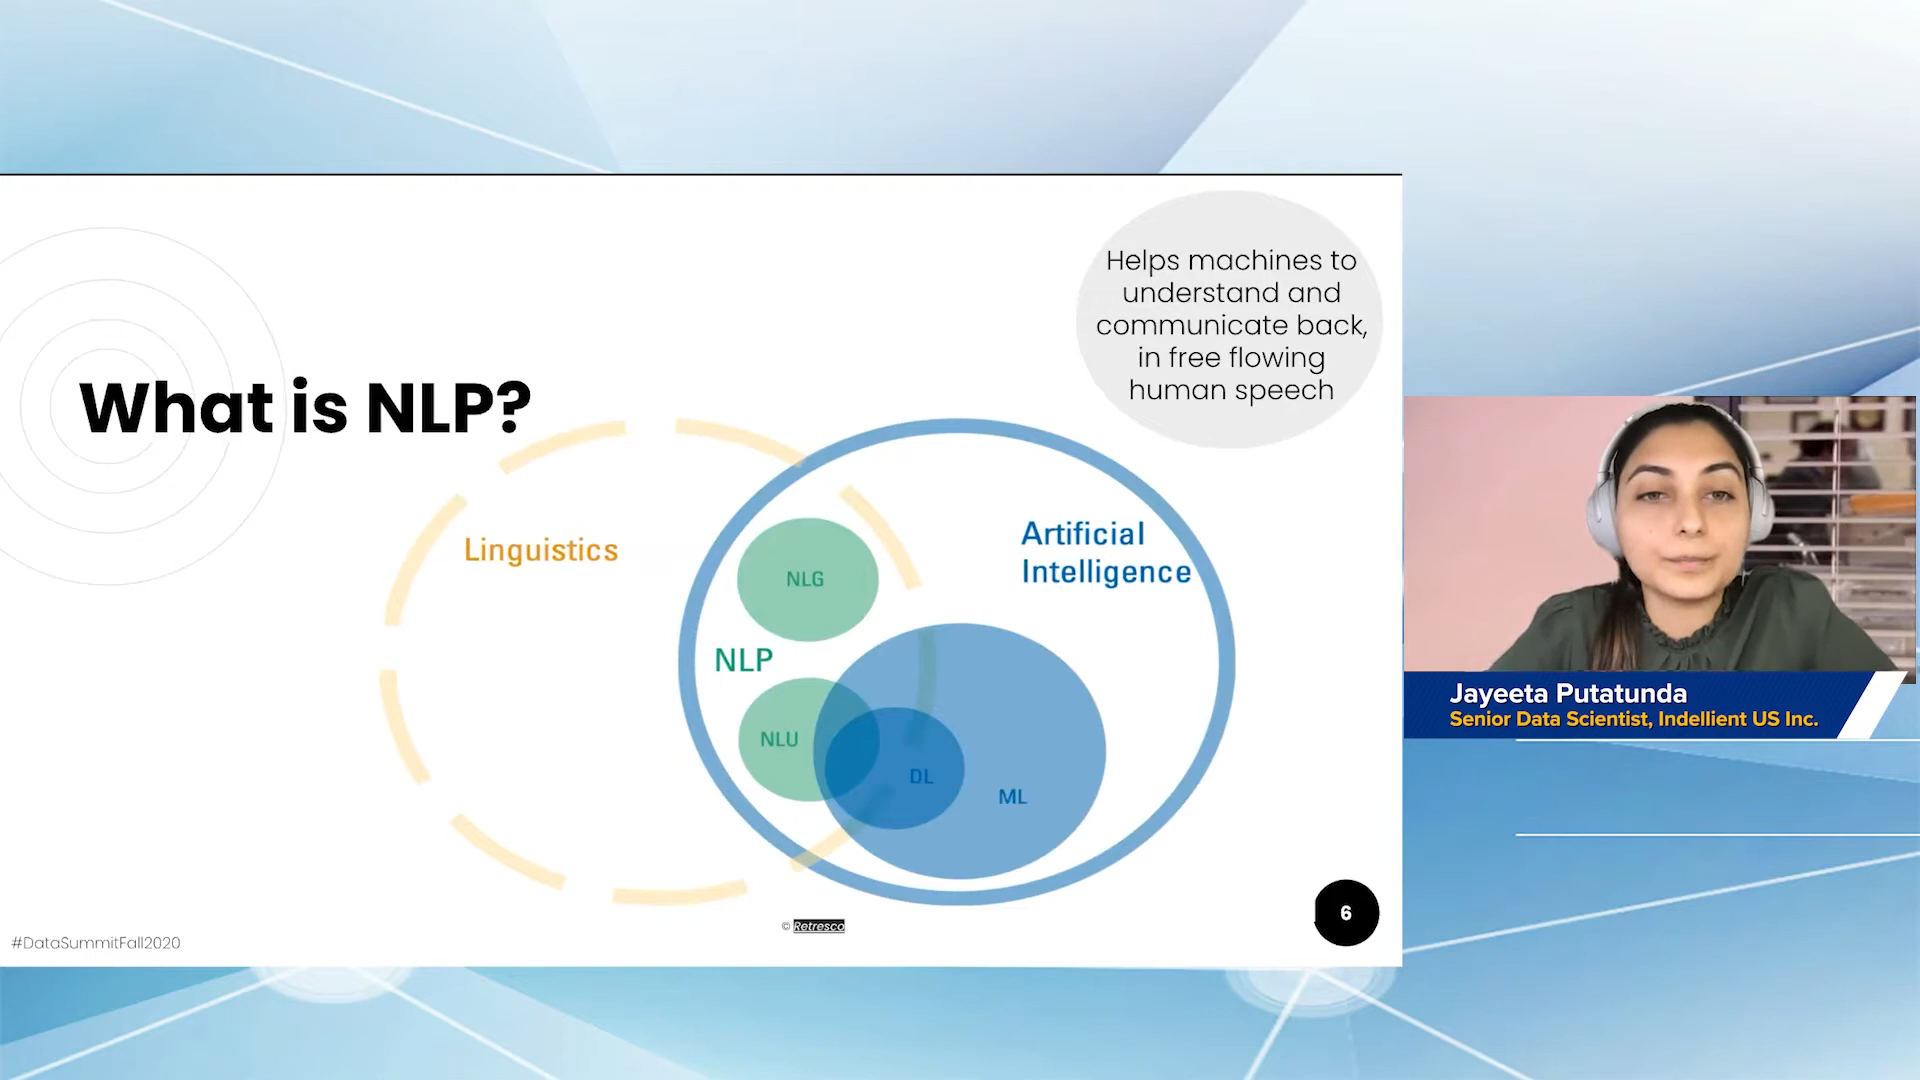 Helps machines to
understand and
communicate back,
in free flowing
human speech
What is NLP?
Linguistics
Artificial
Intelligence
NLG
NLP
NLU
DL
ML
Jayeeta Putatunda
Senior Data Scientist, Indellient US Inc.
© Retresco
6
#DataSummitFall2020